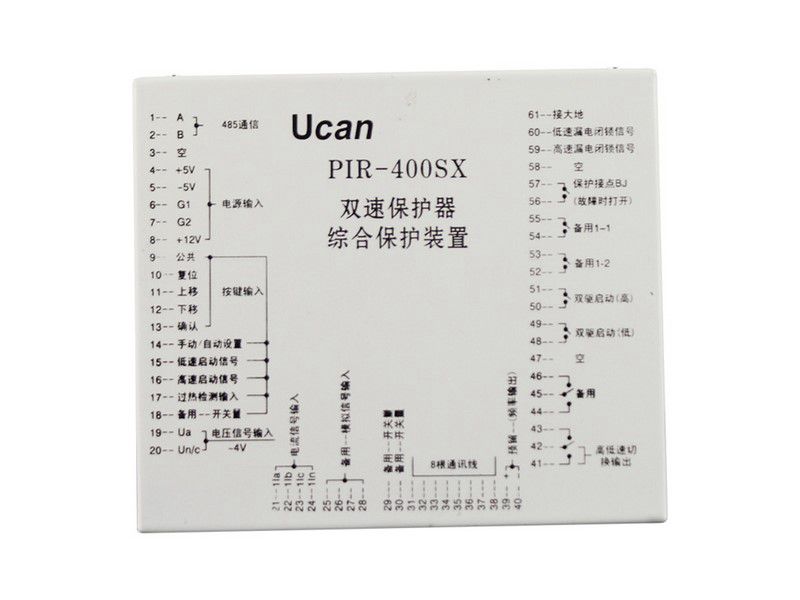 Ucan
PIR-400SX
双速保护器
综合保护装置
1-- A
2-- B
485通信
3-- 空
4-- +5V
5-- -5V
6-- G1
7-- G2
8-- +12V
电源输入
9-- 公共
10-- 复位
11-- 上移
12-- 下移
13-- 确认
按键输入
14-- 手动/自动设置
15-- 低速启动信号
16-- 高速启动信号
17-- 过热检测输入
18-- 备用--开关量
19-- Ua
20-- Un/c
电压信号输入
~4V
21--Ia
22--Ib
23--Ic
24--In
电流信号输入
25--
26--
27--
28--
备用--模拟信号输入
29-- 备用--开关量
30-- 备用--开关量
31--
32--
33--
34--
35--
36--
37--
38--
8根通讯线
39-- +
40--
(频率输出)
61--接大地
60--低速漏电闭锁信号
59--高速漏电闭锁信号
58-- 空
57--
56--
保护接点BJ
(故障时打开)
55--
54--
备用1-1
53--
52--
备用1-2
51--
50--
双驱启动(高)
49--
48--
双驱启动(低)
47-- 空
46--
45--
44--
备用
43--
42--
41--
高低速切
换输出